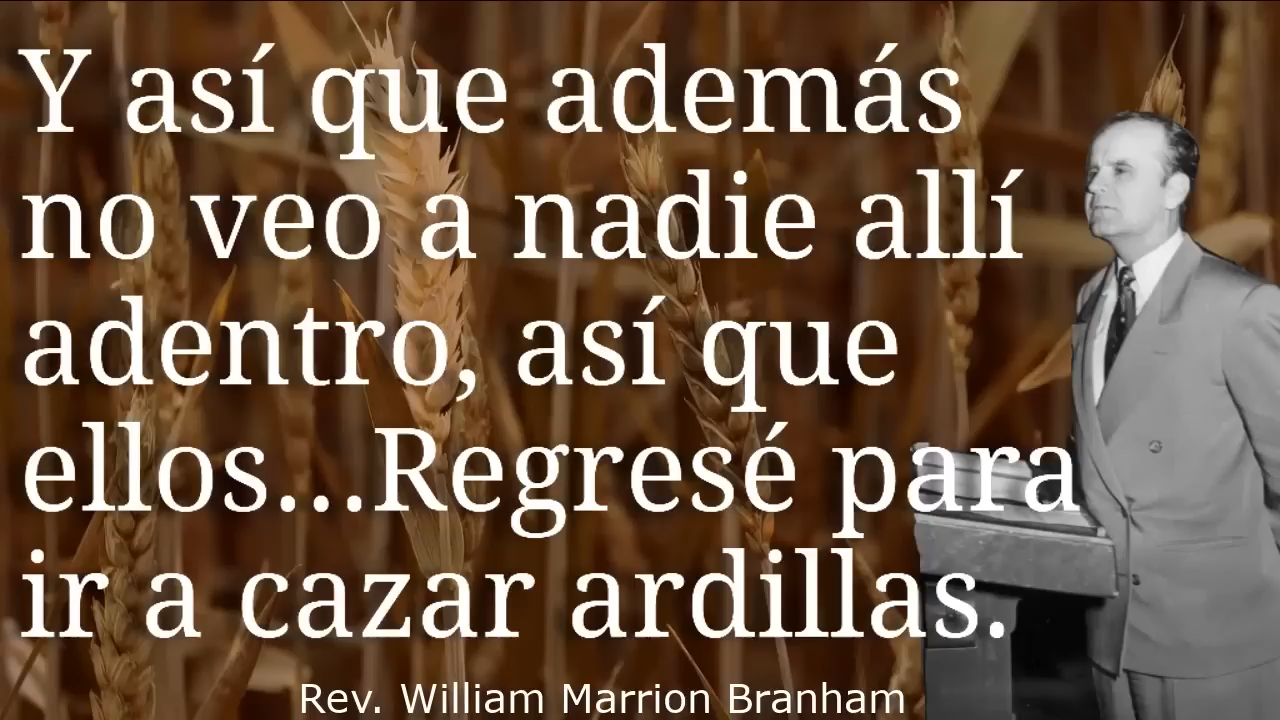 Y así que además
no veo a nadie allí
adentro, así que
ellos...Regresé para
ir a cazar ardillas.
Rev. William Marrion Branham